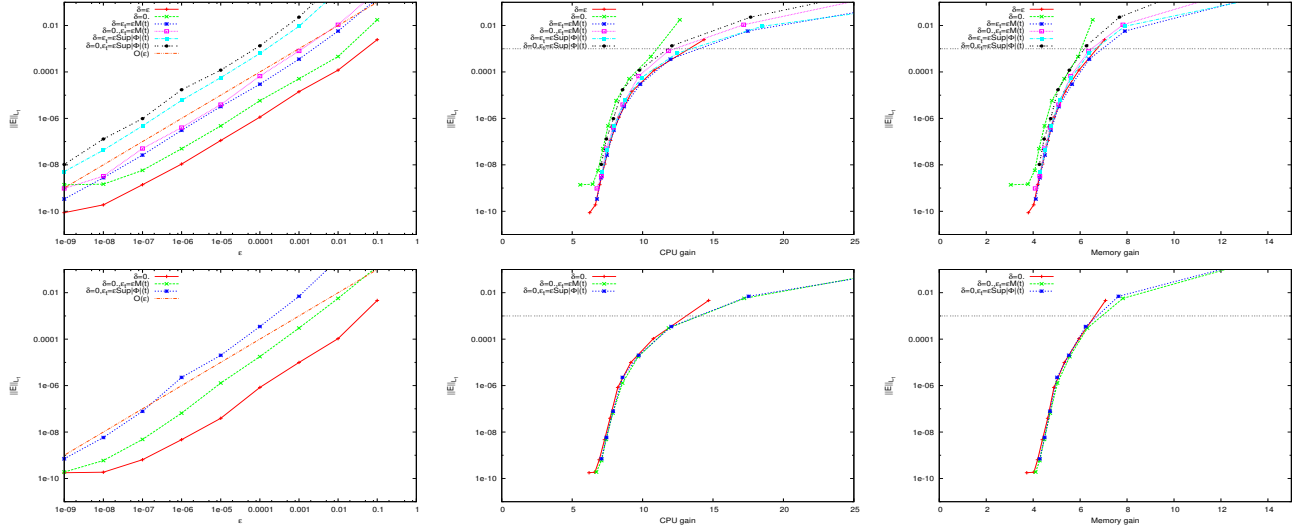 δ=ε
δ=0.
δ=ε,εₜ=εM(t)
δ=0.,εₜ=εM(t)
δ=ε,εₜ=εSup|Φ|(t)
δ=0,εₜ=εSup|Φ|(t)
O(ε)
0.01
0.0001
1e-06
1e-08
1e-10
||E||L₁
1e-09 1e-08 1e-07 1e-06 1e-05 0.0001 0.001 0.01 0.1 1
ε
δ=ε
δ=0.
δ=ε,εₜ=εM(t)
δ=0.,εₜ=εM(t)
δ=ε,εₜ=εSup|Φ|(t)
δ=0,εₜ=εSup|Φ|(t)
0.01
0.0001
1e-06
1e-08
1e-10
||E||L₁
0 5 10 15 20 25
CPU gain
δ=ε
δ=0.
δ=ε,εₜ=εM(t)
δ=0.,εₜ=εM(t)
δ=ε,εₜ=εSup|Φ|(t)
δ=0,εₜ=εSup|Φ|(t)
0.01
0.0001
1e-06
1e-08
1e-10
||E||L₁
0 2 4 6 8 10 12 14
Memory gain
δ=0.
δ=0.,εₜ=εM(t)
δ=0,εₜ=εSup|Φ|(t)
O(ε)
0.01
0.0001
1e-06
1e-08
1e-10
||E||L₁
1e-09 1e-08 1e-07 1e-06 1e-05 0.0001 0.001 0.01 0.1 1
ε
δ=0.
δ=0.,εₜ=εM(t)
δ=0,εₜ=εSup|Φ|(t)
0.01
0.0001
1e-06
1e-08
1e-10
||E||L₁
0 5 10 15 20 25
CPU gain
δ=0.
δ=0.,εₜ=εM(t)
δ=0,εₜ=εSup|Φ|(t)
0.01
0.0001
1e-06
1e-08
1e-10
||E||L₁
0 2 4 6 8 10 12 14
Memory gain